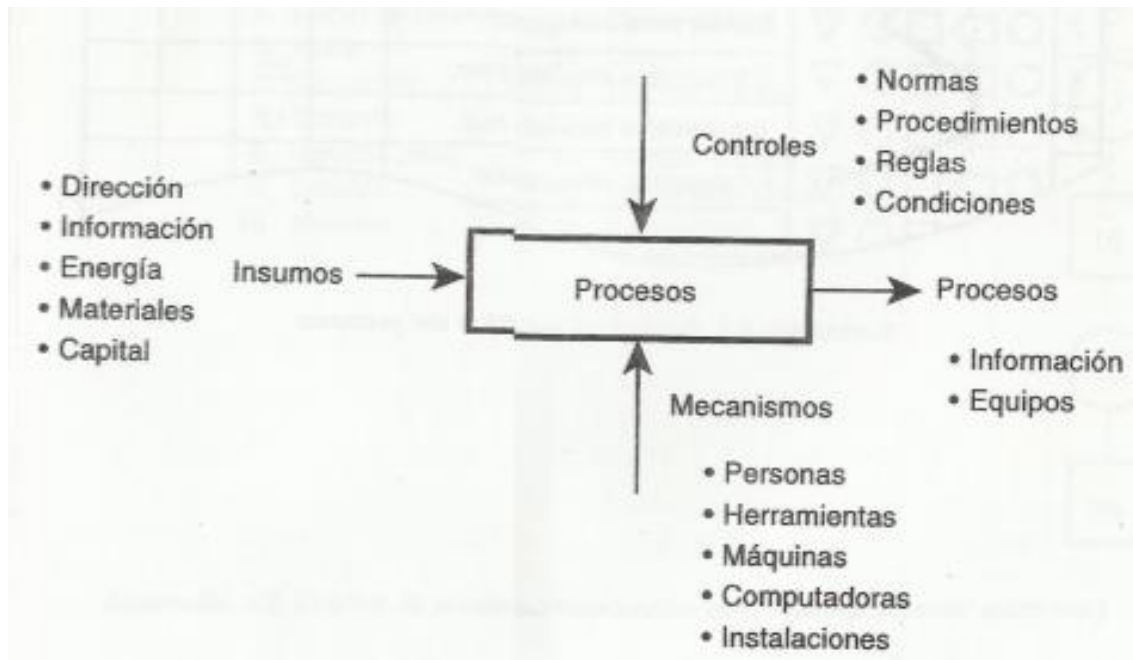 • Normas
Controles
• Procedimientos
• Reglas
• Condiciones
• Dirección
• Información
• Energía
• Materiales
• Capital
Insumos
Procesos
Procesos
• Información
• Equipos
Mecanismos
• Personas
• Herramientas
• Máquinas
• Computadoras
• Instalaciones